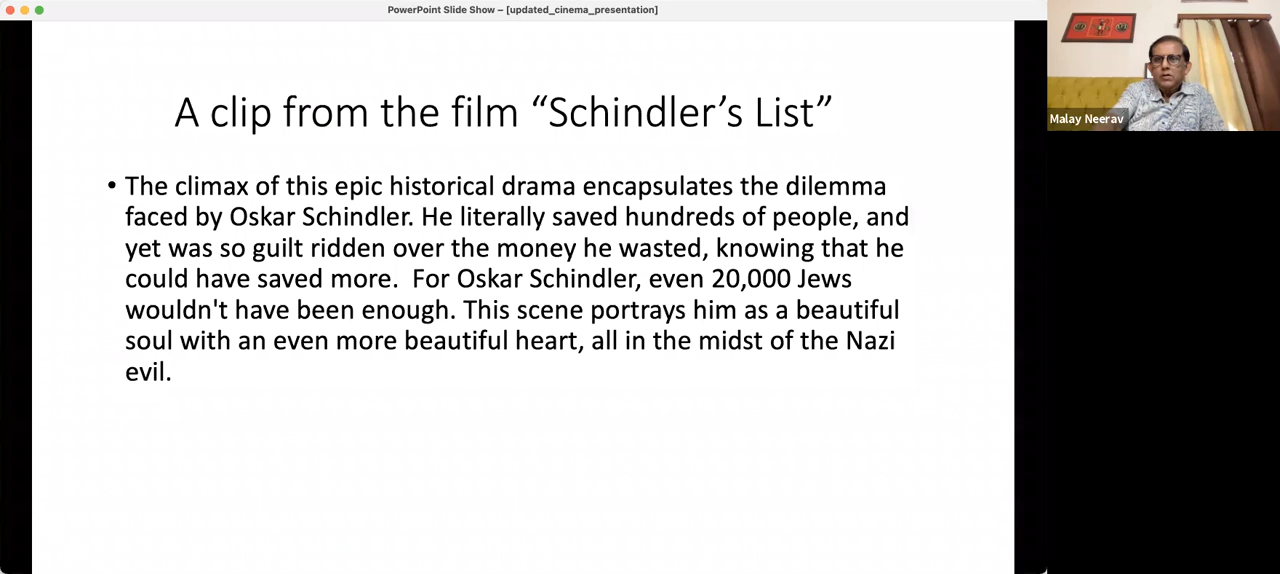 PowerPoint Slide Show – [updated_cinema_presentation]
A clip from the film “Schindler’s List”
• The climax of this epic historical drama encapsulates the dilemma
faced by Oskar Schindler. He literally saved hundreds of people, and
yet was so guilt ridden over the money he wasted, knowing that he
could have saved more.  For Oskar Schindler, even 20,000 Jews
wouldn't have been enough. This scene portrays him as a beautiful
soul with an even more beautiful heart, all in the midst of the Nazi
evil.
Malay Neerav